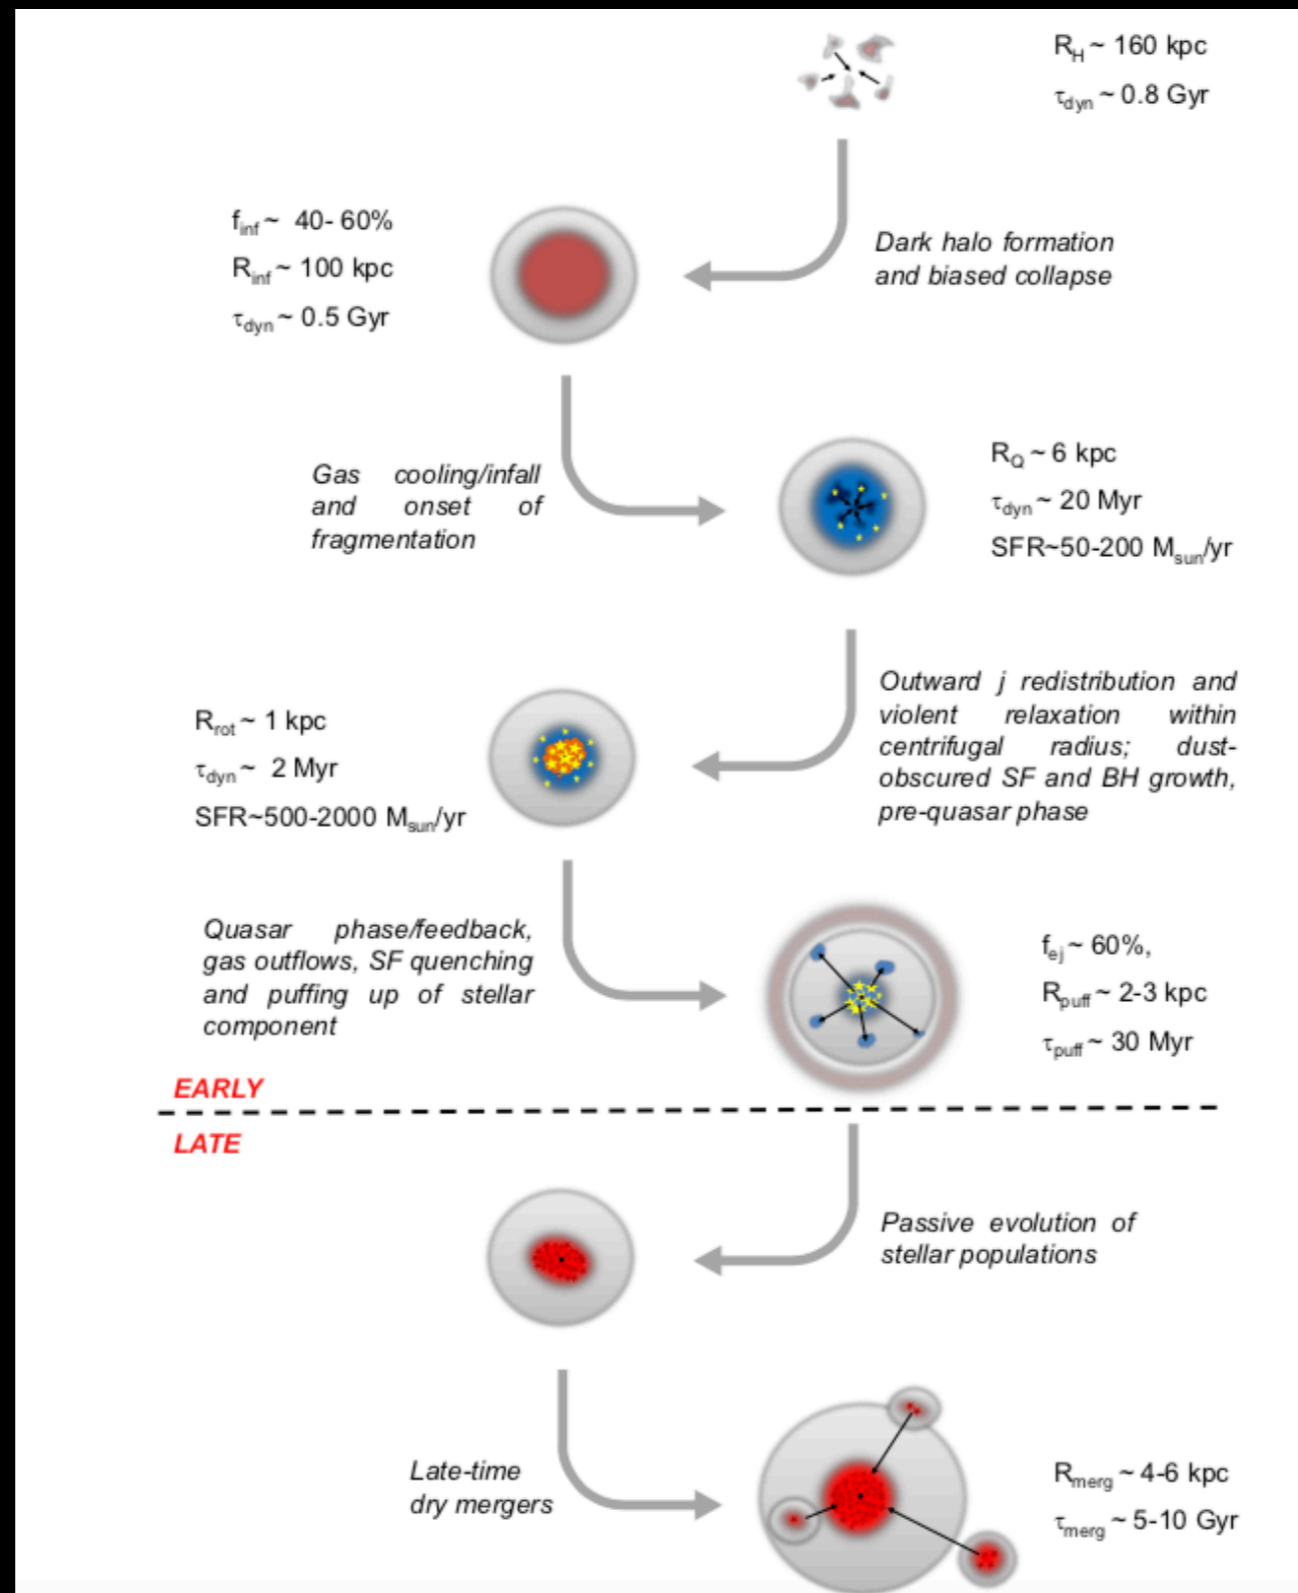 R_H ~ 160 kpc
τ_dyn ~ 0.8 Gyr
Dark halo formation
and biased collapse
f_inf ~ 40- 60%
R_inf ~ 100 kpc
τ_dyn ~ 0.5 Gyr
Gas cooling/infall
and onset of
fragmentation
R_Q ~ 6 kpc
τ_dyn ~ 20 Myr
SFR~50-200 M_sun/yr
Outward j redistribution and
violent relaxation within
centrifugal radius; dust-
obscured SF and BH growth,
pre-quasar phase
R_rot ~ 1 kpc
τ_dyn ~ 2 Myr
SFR~500-2000 M_sun/yr
Quasar phase/feedback,
gas outflows, SF quenching
and puffing up of stellar
component
f_ej ~ 60%,
R_puff ~ 2-3 kpc
τ_puff ~ 30 Myr
EARLY
LATE
Passive evolution of
stellar populations
Late-time
dry mergers
R_merg ~ 4-6 kpc
τ_merg ~ 5-10 Gyr